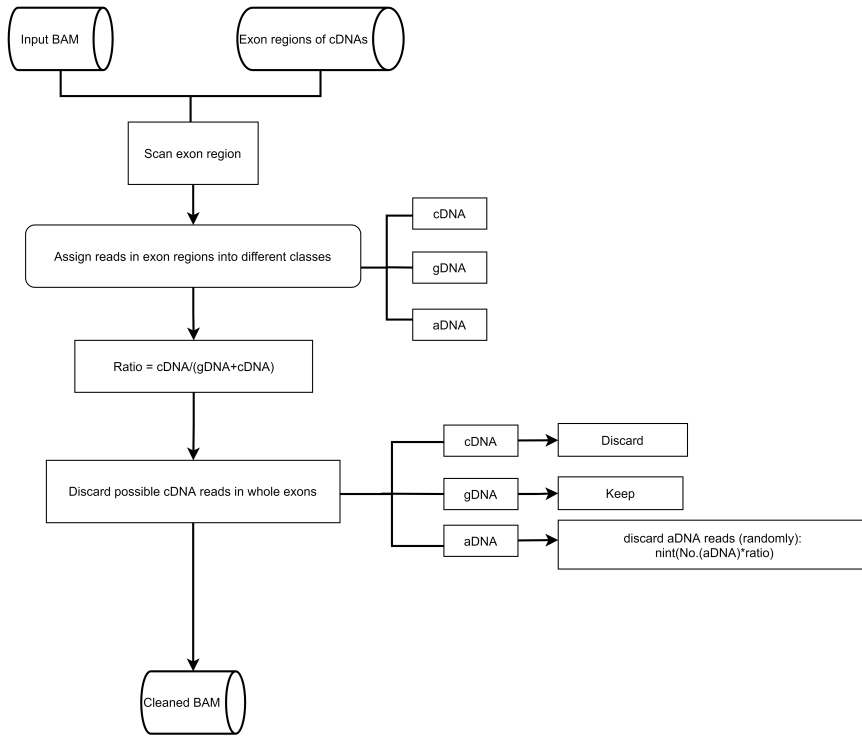 Input BAM
Exon regions of cDNAs
Scan exon region
Assign reads in exon regions into different classes
cDNA
gDNA
aDNA
Ratio = cDNA/(gDNA+cDNA)
Discard possible cDNA reads in whole exons
cDNA
Discard
gDNA
Keep
aDNA
discard aDNA reads (randomly):
nint(No.(aDNA)*ratio)
Cleaned BAM